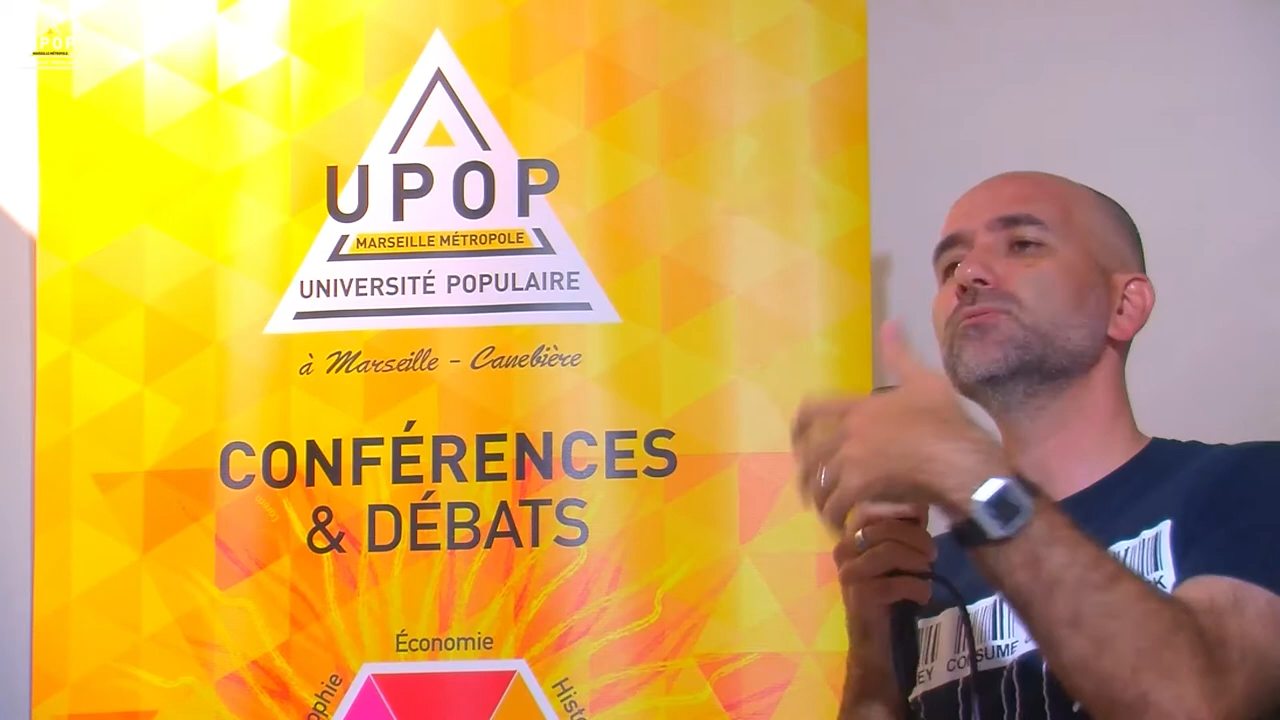 UPOP
MARSEILLE MÉTROPOLE
UNIVERSITÉ POPULAIRE
à Marseille - Canebière
CONFÉRENCES
& DÉBATS
Économie
CONSUME